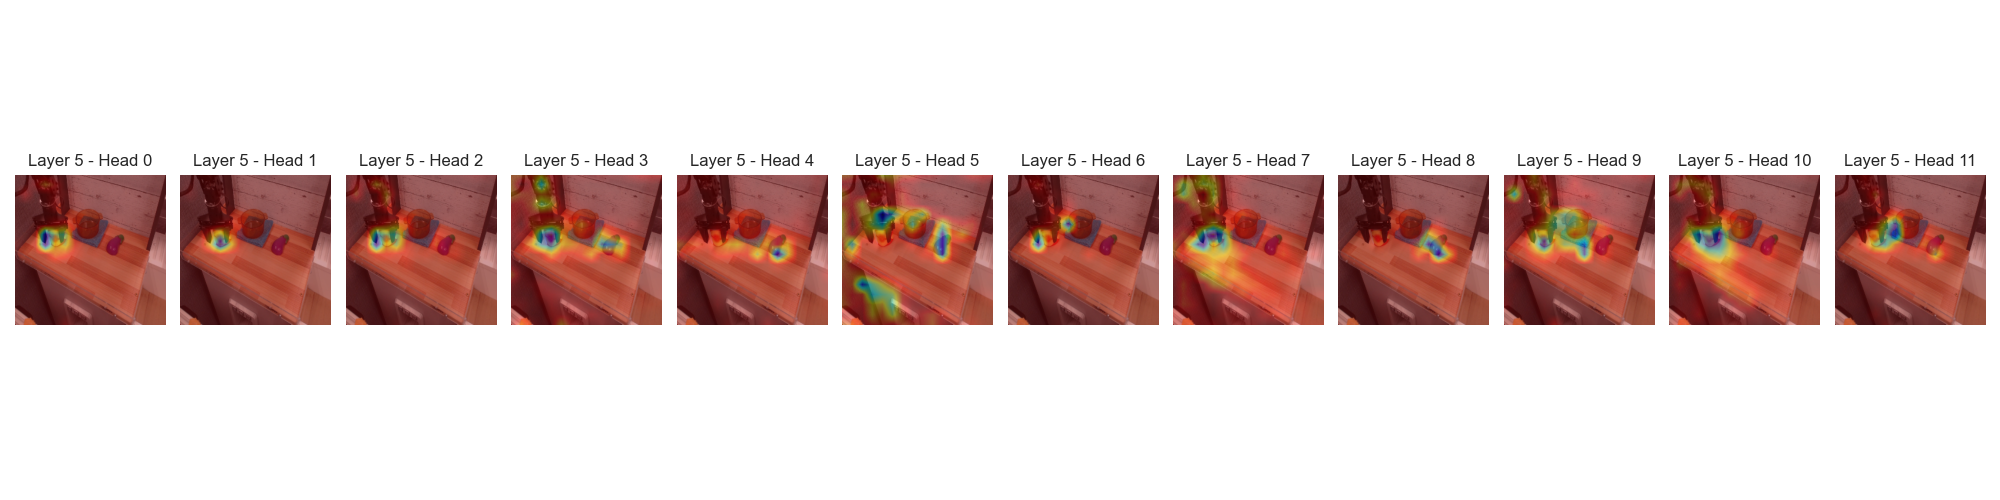 Layer 5 - Head 0
Layer 5 - Head 1
Layer 5 - Head 2
Layer 5 - Head 3
Layer 5 - Head 4
Layer 5 - Head 5
Layer 5 - Head 6
Layer 5 - Head 7
Layer 5 - Head 8
Layer 5 - Head 9
Layer 5 - Head 10
Layer 5 - Head 11